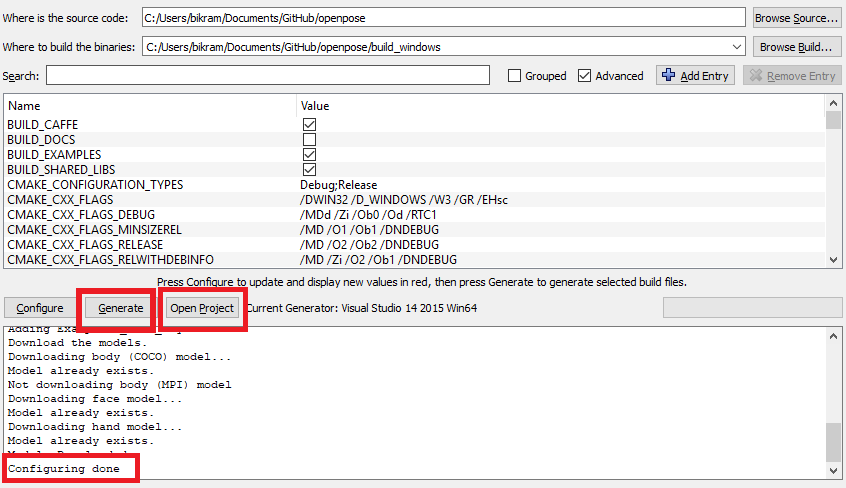 Where is the source code: C:/Users/bikram/Documents/GitHub/openpose Browse Source...
Where to build the binaries: C:/Users/bikram/Documents/GitHub/openpose/build_windows Browse Build...
Search: Grouped Advanced Add Entry Remove Entry
Name Value
BUILD_CAFFE
BUILD_DOCS
BUILD_EXAMPLES
BUILD_SHARED_LIBS
CMAKE_CONFIGURATION_TYPES Debug;Release
CMAKE_CXX_FLAGS /DWIN32 /D_WINDOWS /W3 /GR /EHsc
CMAKE_CXX_FLAGS_DEBUG /MDd /Zi /Ob0 /Od /RTC1
CMAKE_CXX_FLAGS_MINSIZEREL /MD /O1 /Ob1 /DNDEBUG
CMAKE_CXX_FLAGS_RELEASE /MD /O2 /Ob2 /DNDEBUG
CMAKE_CXX_FLAGS_RELWITHDEBINFO /MD /Zi /O2 /Ob1 /DNDEBUG
Press Configure to update and display new values in red, then press Generate to generate selected build files.
Configure Generate Open Project Current Generator: Visual Studio 14 2015 Win64
Adding
Download the models.
Downloading body (COCO) model...
Model already exists.
Not downloading body (MPI) model
Downloading face model...
Model already exists.
Downloading hand model...
Model already exists.
Configuring done